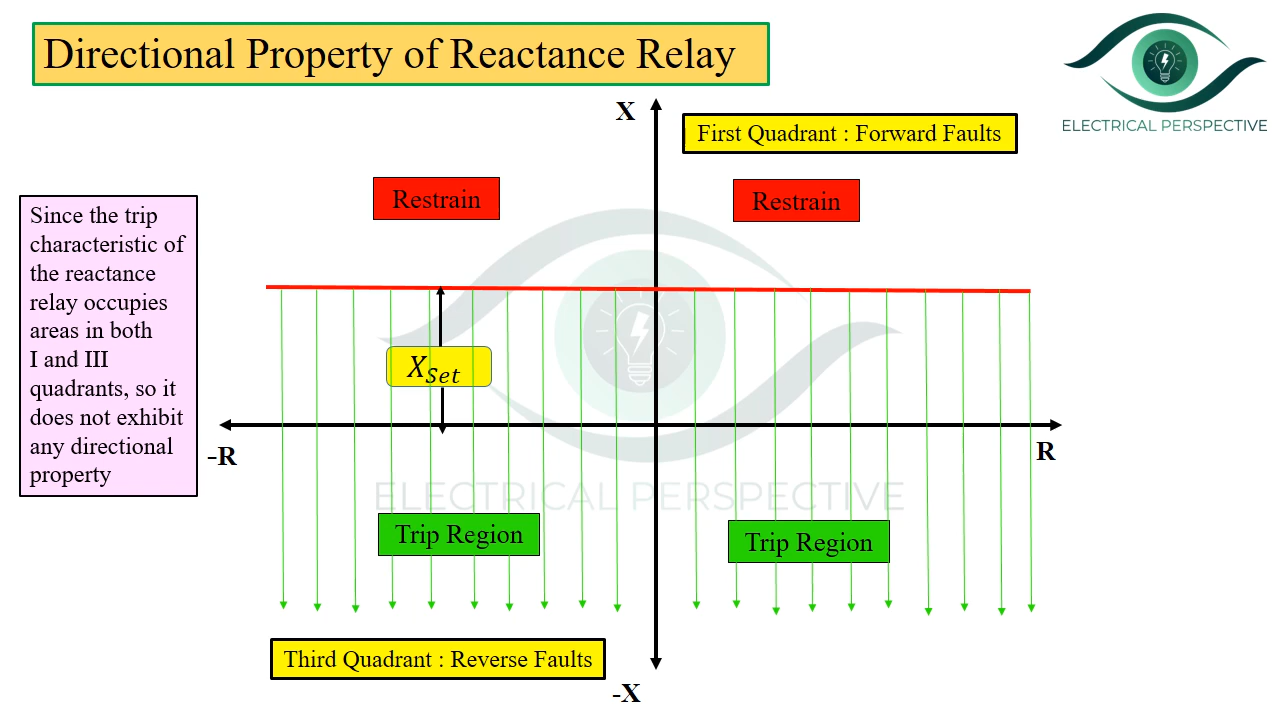 Directional Property of Reactance Relay
ELECTRICAL PERSPECTIVE
X
First Quadrant : Forward Faults
Restrain
Restrain
Since the trip
characteristic of
the reactance
relay occupies
areas in both
I and III
quadrants, so it
does not exhibit
any directional
property
X_Set
-R
R
ELECTRICAL PERSPECTIVE
Trip Region
Trip Region
Third Quadrant : Reverse Faults
-X